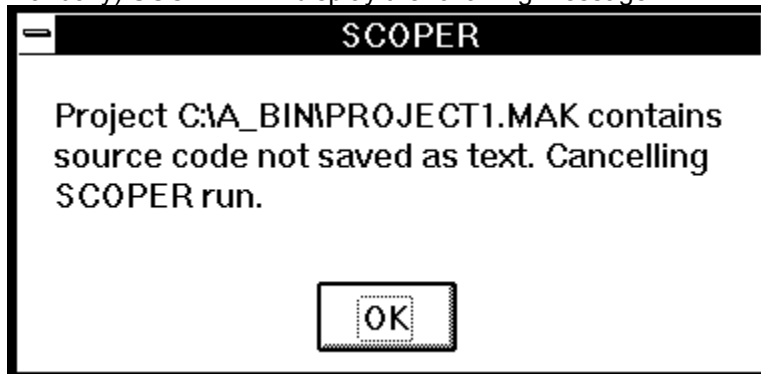 SCOPER
Project C:\A_BIN\PROJECT1.MAK contains
source code not saved as text. Cancelling
SCOPER run.
OK